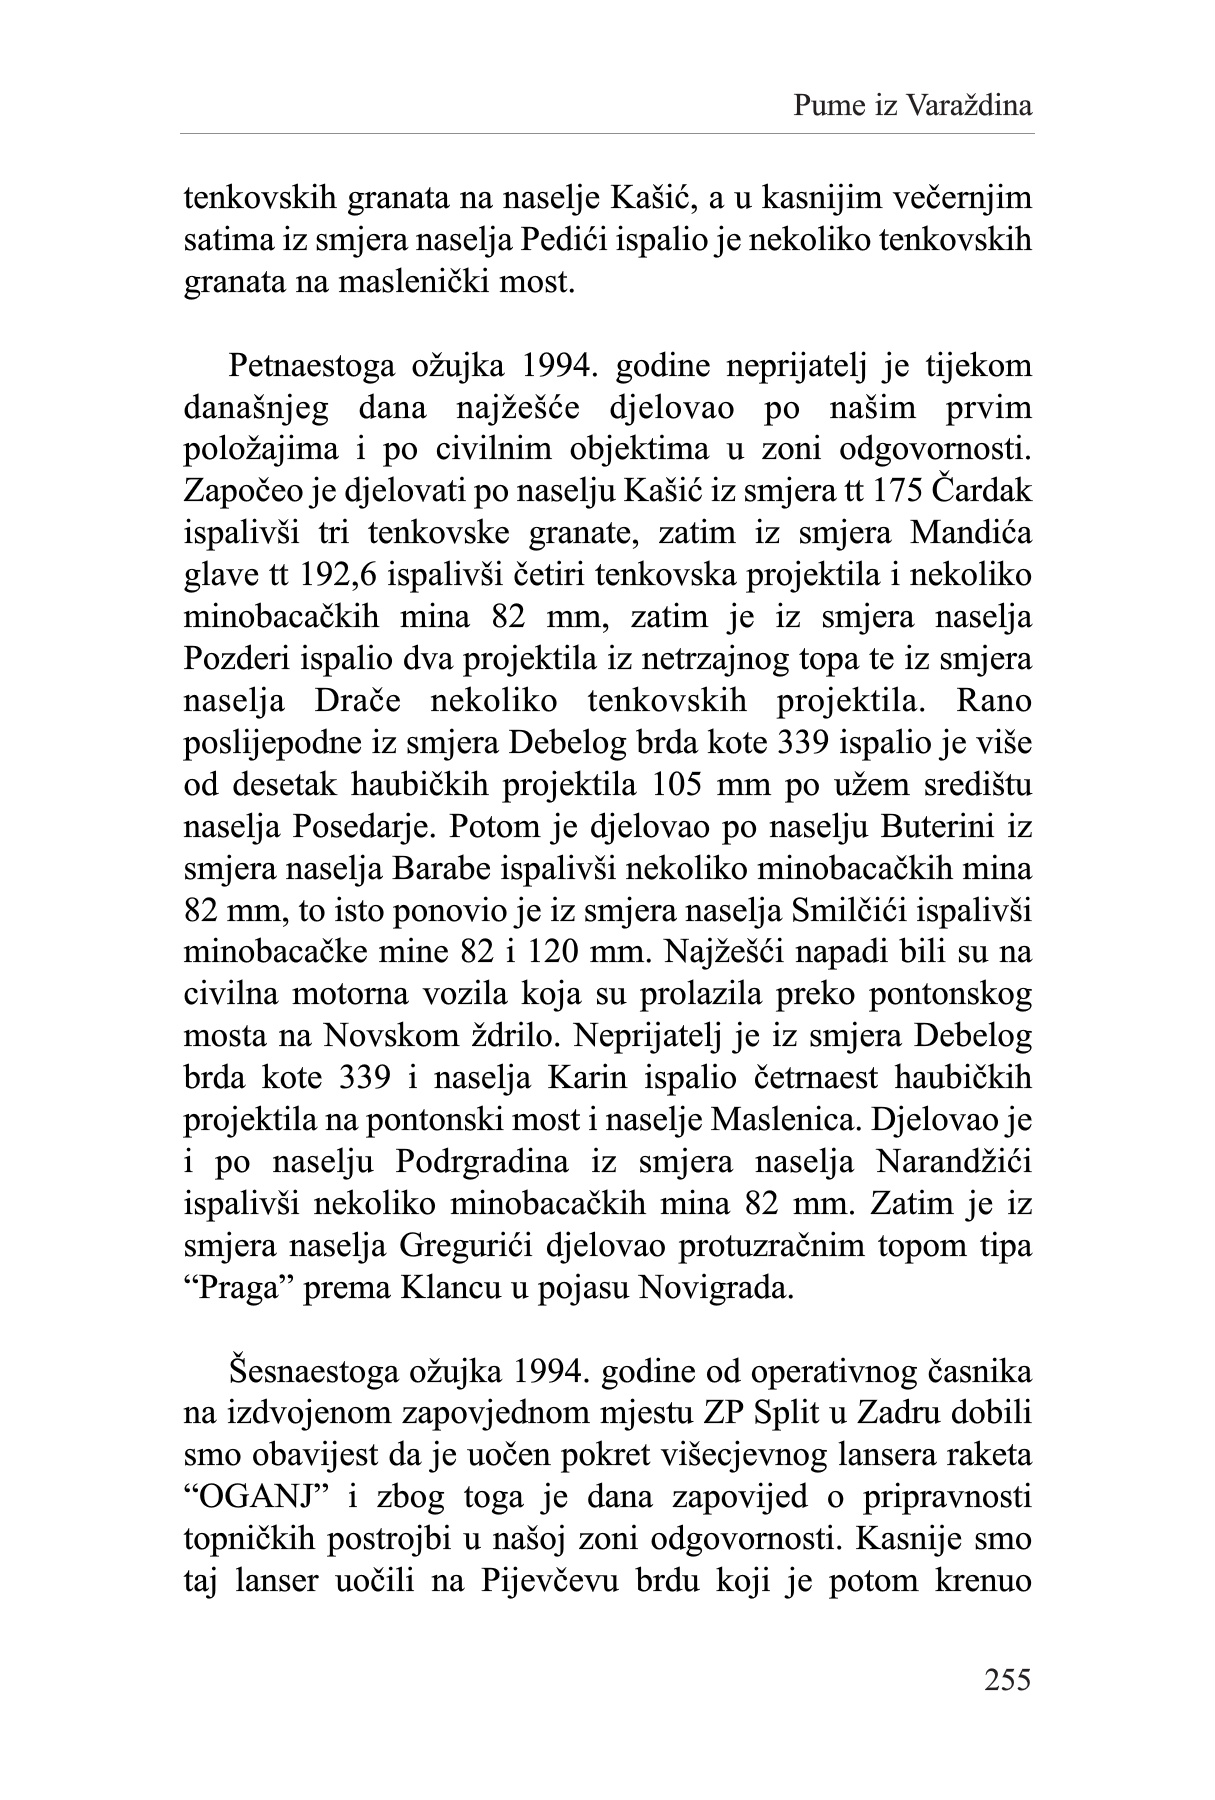 Pume iz Varaždina
tenkovskih granata na naselje Kašić, a u kasnijim večernjim
satima iz smjera naselja Pedići ispalio je nekoliko tenkovskih
granata na maslenički most.
Petnaestoga ožujka 1994. godine neprijatelj je tijekom
današnjeg dana najžešće djelovao po našim prvim
položajima i po civilnim objektima u zoni odgovornosti.
Započeo je djelovati po naselju Kašić iz smjera tt 175 Čardak
ispalivši tri tenkovske granate, zatim iz smjera Mandića
glave tt 192,6 ispalivši četiri tenkovska projektila i nekoliko
minobacačkih mina 82 mm, zatim je iz smjera naselja
Pozderi ispalio dva projektila iz netrzajnog topa te iz smjera
naselja Drače nekoliko tenkovskih projektila. Rano
poslijepodne iz smjera Debelog brda kote 339 ispalio je više
od desetak haubičkih projektila 105 mm po užem središtu
naselja Posedarje. Potom je djelovao po naselju Buterini iz
smjera naselja Barabe ispalivši nekoliko minobacačkih mina
82 mm, to isto ponovio je iz smjera naselja Smilčići ispalivši
minobacačke mine 82 i 120 mm. Najžešći napadi bili su na
civilna motorna vozila koja su prolazila preko pontonskog
mosta na Novskom ždrilo. Neprijatelj je iz smjera Debelog
brda kote 339 i naselja Karin ispalio četrnaest haubičkih
projektila na pontonski most i naselje Maslenica. Djelovao je
i po naselju Podrgradina iz smjera naselja Narandžići
ispalivši nekoliko minobacačkih mina 82 mm. Zatim je iz
smjera naselja Gregurići djelovao protuzračnim topom tipa
“Praga” prema Klancu u pojasu Novigrada.
Šesnaestoga ožujka 1994. godine od operativnog časnika
na izdvojenom zapovjednom mjestu ZP Split u Zadru dobili
smo obavijest da je uočen pokret višecjevnog lansera raketa
“OGANJ” i zbog toga je dana zapovijed o pripravnosti
topničkih postrojbi u našoj zoni odgovornosti. Kasnije smo
taj lanser uočili na Pijevčevu brdu koji je potom krenuo
255